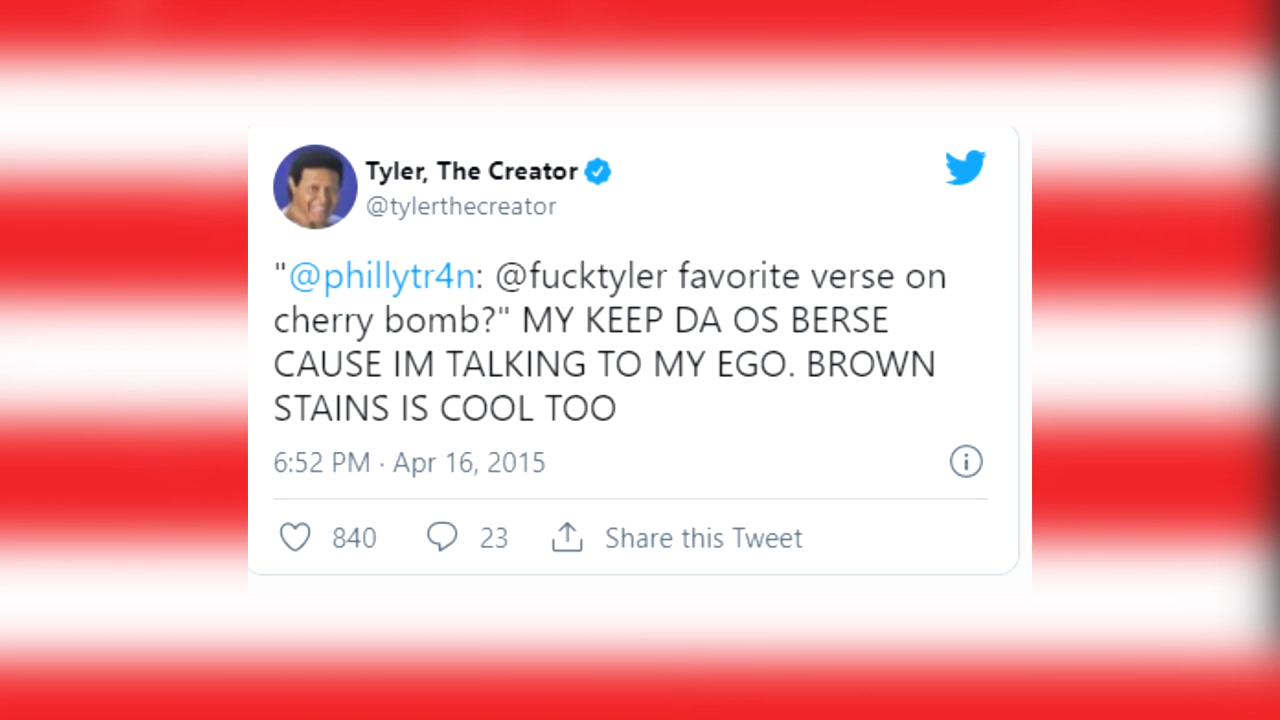 Tyler, The Creator
@tylerthecreator
"@phillytr4n: @fucktyler favorite verse on
cherry bomb?" MY KEEP DA OS BERSE
CAUSE IM TALKING TO MY EGO. BROWN
STAINS IS COOL TOO
6:52 PM · Apr 16, 2015
840 23 Share this Tweet